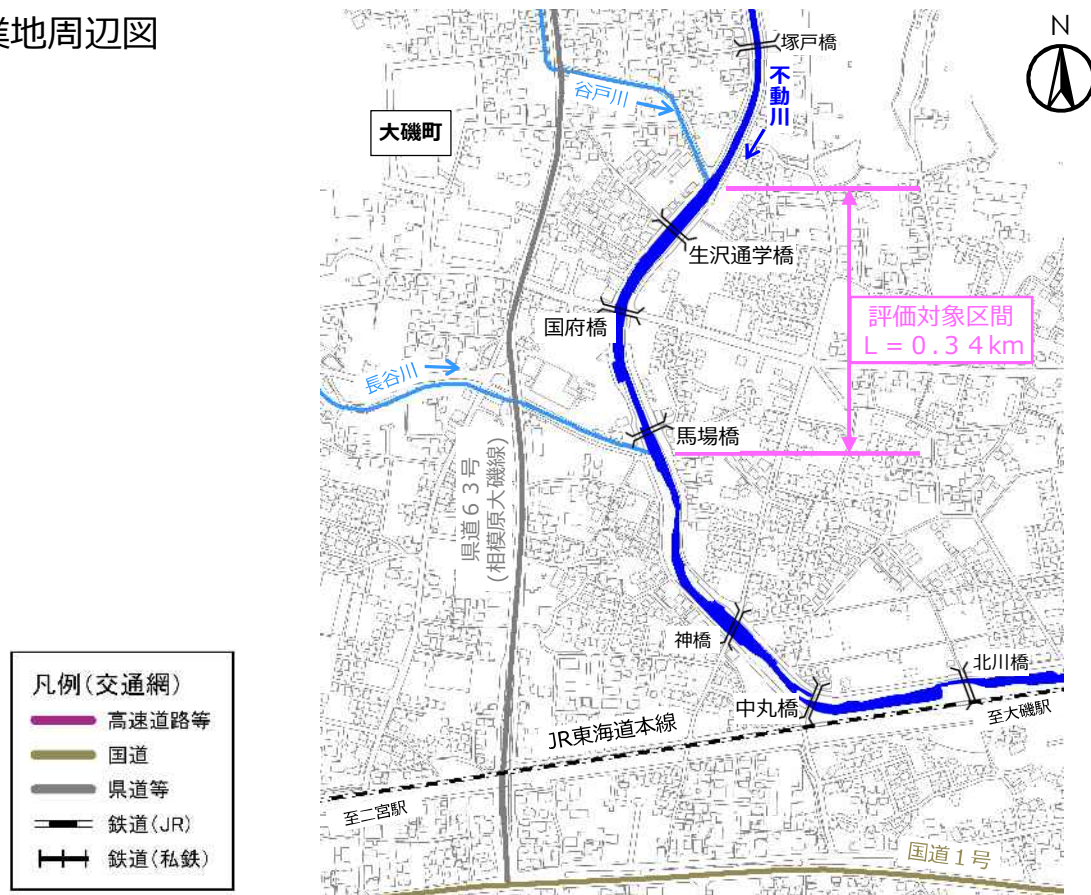 業地周辺図
N
塚戸橋
不動川
谷戸川
大磯町
生沢通学橋
評価対象区間
L=0.34km
国府橋
長谷川
馬場橋
県道63号
(相模原大磯線)
神橋
北川橋
中丸橋
至大磯駅
JR東海道本線
至二宮駅
国道1号
凡例(交通網)
高速道路等
国道
県道等
鉄道(JR)
鉄道(私鉄)